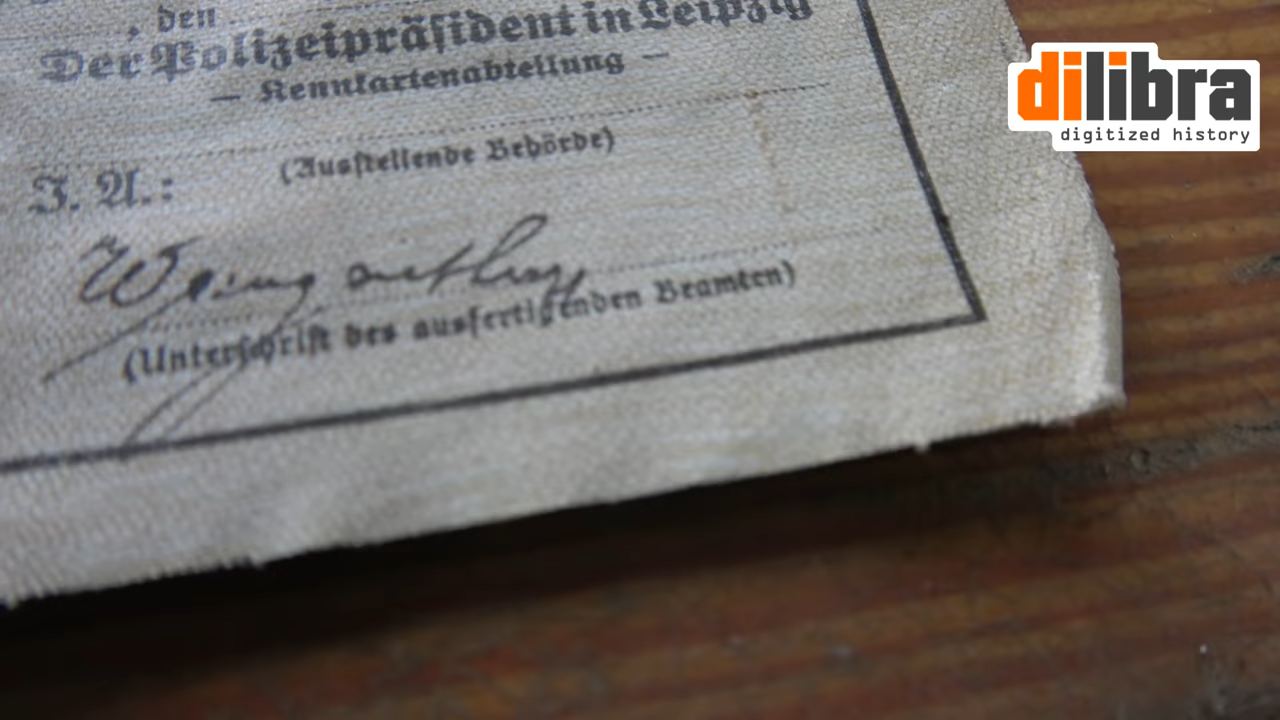 , den
Der Polizeipräsident in Leipzig
— Kennkartenabteilung —
(Ausstellende Behörde)
J. A.:
(Unterschrift des ausfertigenden Beamten)
dilibra
digitized history